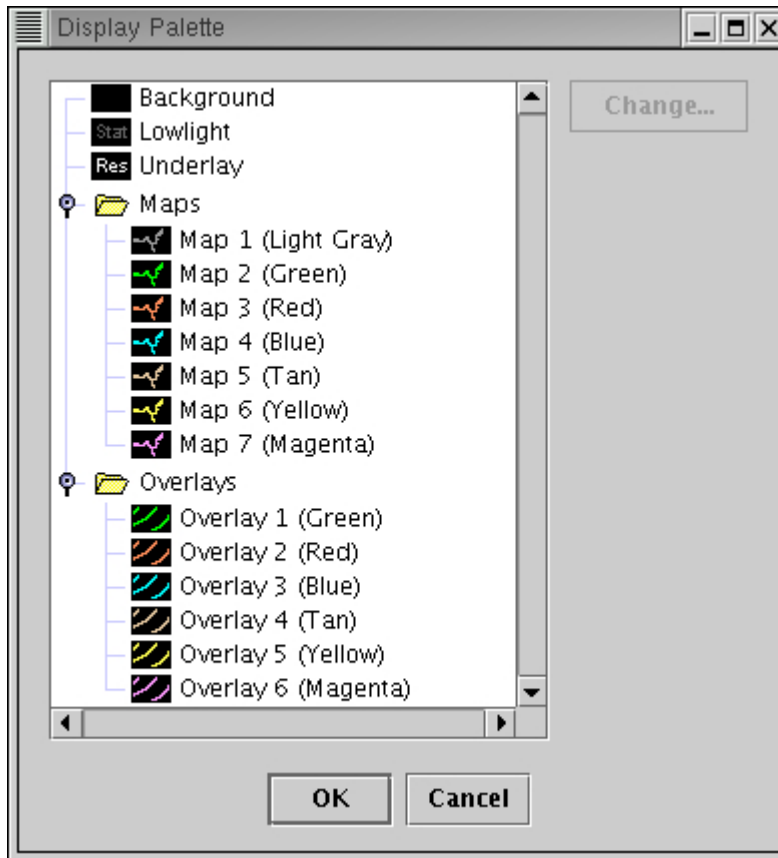 Display Palette
Background
Change...
Stat Lowlight
Res Underlay
Maps
Map 1 (Light Gray)
Map 2 (Green)
Map 3 (Red)
Map 4 (Blue)
Map 5 (Tan)
Map 6 (Yellow)
Map 7 (Magenta)
Overlays
Overlay 1 (Green)
Overlay 2 (Red)
Overlay 3 (Blue)
Overlay 4 (Tan)
Overlay 5 (Yellow)
Overlay 6 (Magenta)
OK Cancel